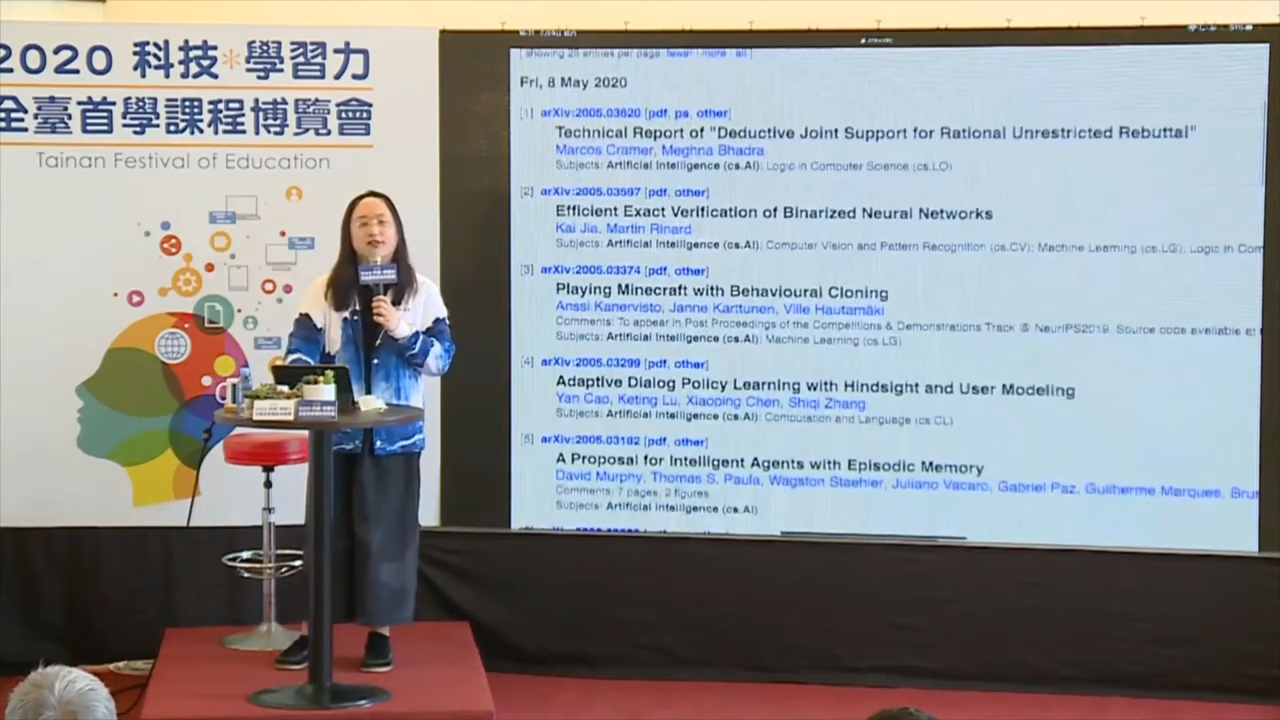 2020 科技*學習力
全臺首學課程博覽會
Tainan Festival of Education
[ showing 25 entries per page: fewer | more | all ]
Fri, 8 May 2020
[1] arXiv:2005.03620 [pdf, ps, other]
Technical Report of "Deductive Joint Support for Rational Unrestricted Rebuttal"
Marcos Cramer, Meghna Bhadra
Subjects: Artificial Intelligence (cs.AI); Logic in Computer Science (cs.LO)
[2] arXiv:2005.03597 [pdf, other]
Efficient Exact Verification of Binarized Neural Networks
Kai Jia, Martin Rinard
Subjects: Artificial Intelligence (cs.AI); Computer Vision and Pattern Recognition (cs.CV); Machine Learning (cs.LG); Logic in Com
[3] arXiv:2005.03374 [pdf, other]
Playing Minecraft with Behavioural Cloning
Anssi Kanervisto, Janne Karttunen, Ville Hautamäki
Comments: To appear in Post Proceedings of the Competitions & Demonstrations Track @ NeurIPS2019. Source code available at
Subjects: Artificial Intelligence (cs.AI); Machine Learning (cs.LG)
[4] arXiv:2005.03299 [pdf, other]
Adaptive Dialog Policy Learning with Hindsight and User Modeling
Yan Cao, Keting Lu, Xiaoping Chen, Shiqi Zhang
Subjects: Artificial Intelligence (cs.AI); Computation and Language (cs.CL)
[5] arXiv:2005.03182 [pdf, other]
A Proposal for Intelligent Agents with Episodic Memory
David Murphy, Thomas S. Paula, Wagston Staehler, Juliano Vacaro, Gabriel Paz, Guilherme Marques, Brun
Comments: 7 pages, 2 figures
Subjects: Artificial Intelligence (cs.AI)